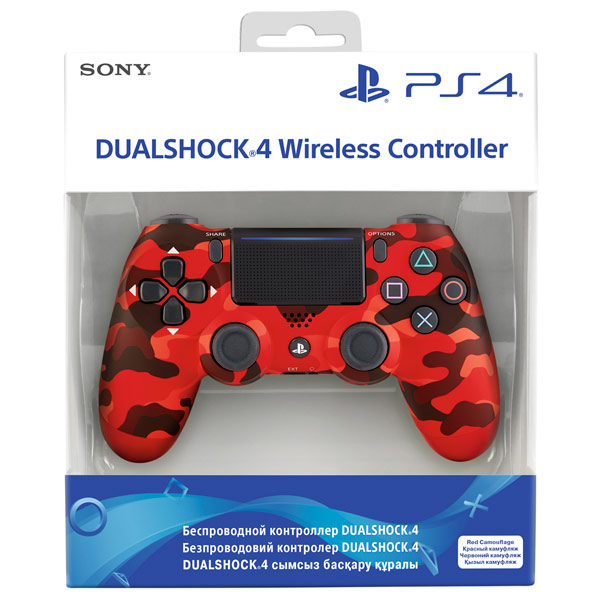 SONY
PS4
DUALSHOCK®4 Wireless Controller
SHARE
OPTIONS
EXT
Беспроводной контроллер DUALSHOCK®4
Безпроводовий контролер DUALSHOCK®4
DUALSHOCK®4 сымсыз басқару құралы
Red Camouflage
Красный камуфляж
Червоний камуфляж
Қызыл камуфляж